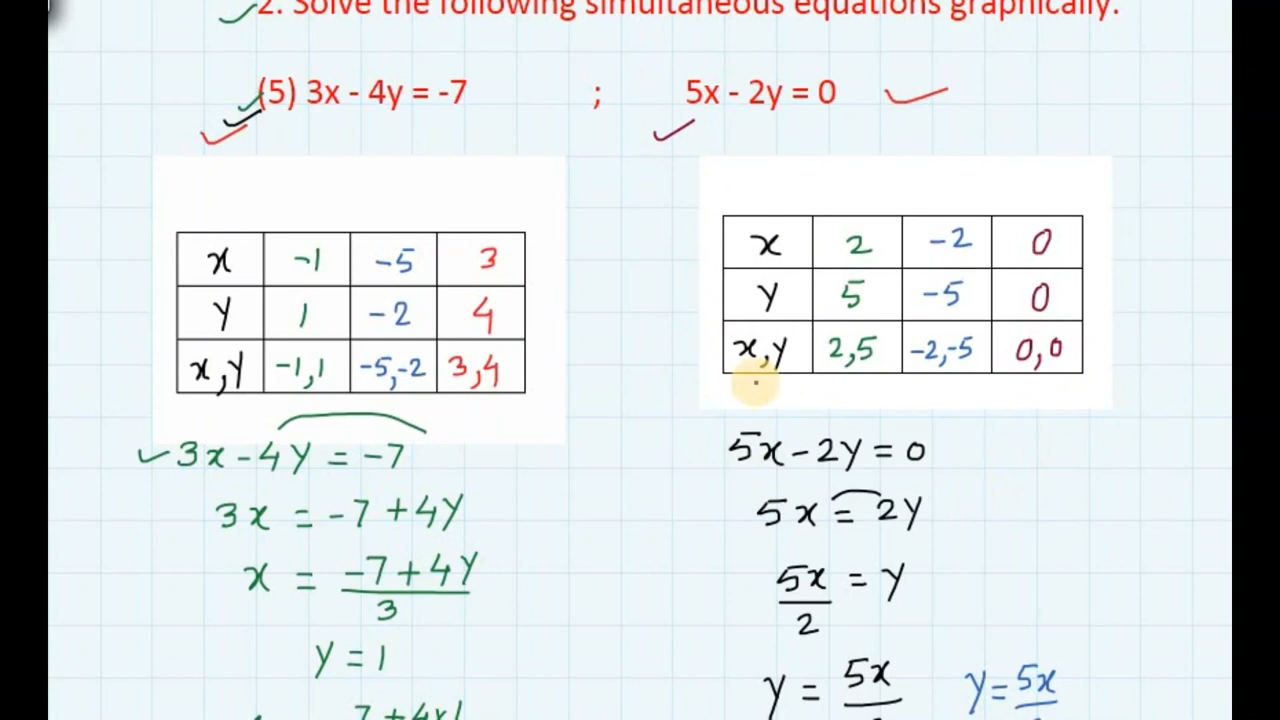 2. Solve the following simultaneous equations graphically.
(5) 3x - 4y = -7 ; 5x - 2y = 0
x -1 -5 3
y 1 -2 4
x,y -1,1 -5,-2 3,4
x 2 -2 0
y 5 -5 0
x,y 2,5 -2,-5 0,0
3x - 4y = -7
3x = -7 + 4y
x = -7 + 4y
3
y = 1
5x - 2y = 0
5x = 2y
5x = y
2
y = 5x
y = 5x